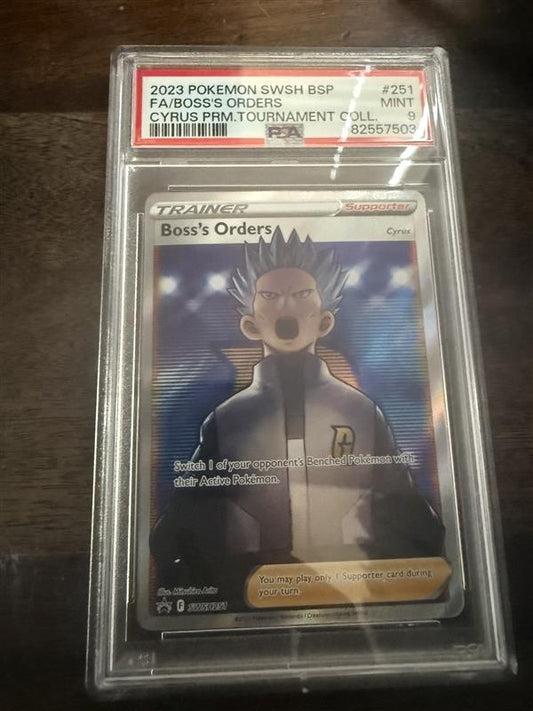 2023 POKEMON SWSH BSP #251
FA/BOSS'S ORDERS MINT
CYRUS PRM.TOURNAMENT COLL. 9
PSA 82557503
TRAINER Supporter
Boss's Orders Cyrus
Switch 1 of your opponent's Benched Pokémon with
their Active Pokémon.
You may play only 1 Supporter card during
your turn.
Illus.
F SWSH251